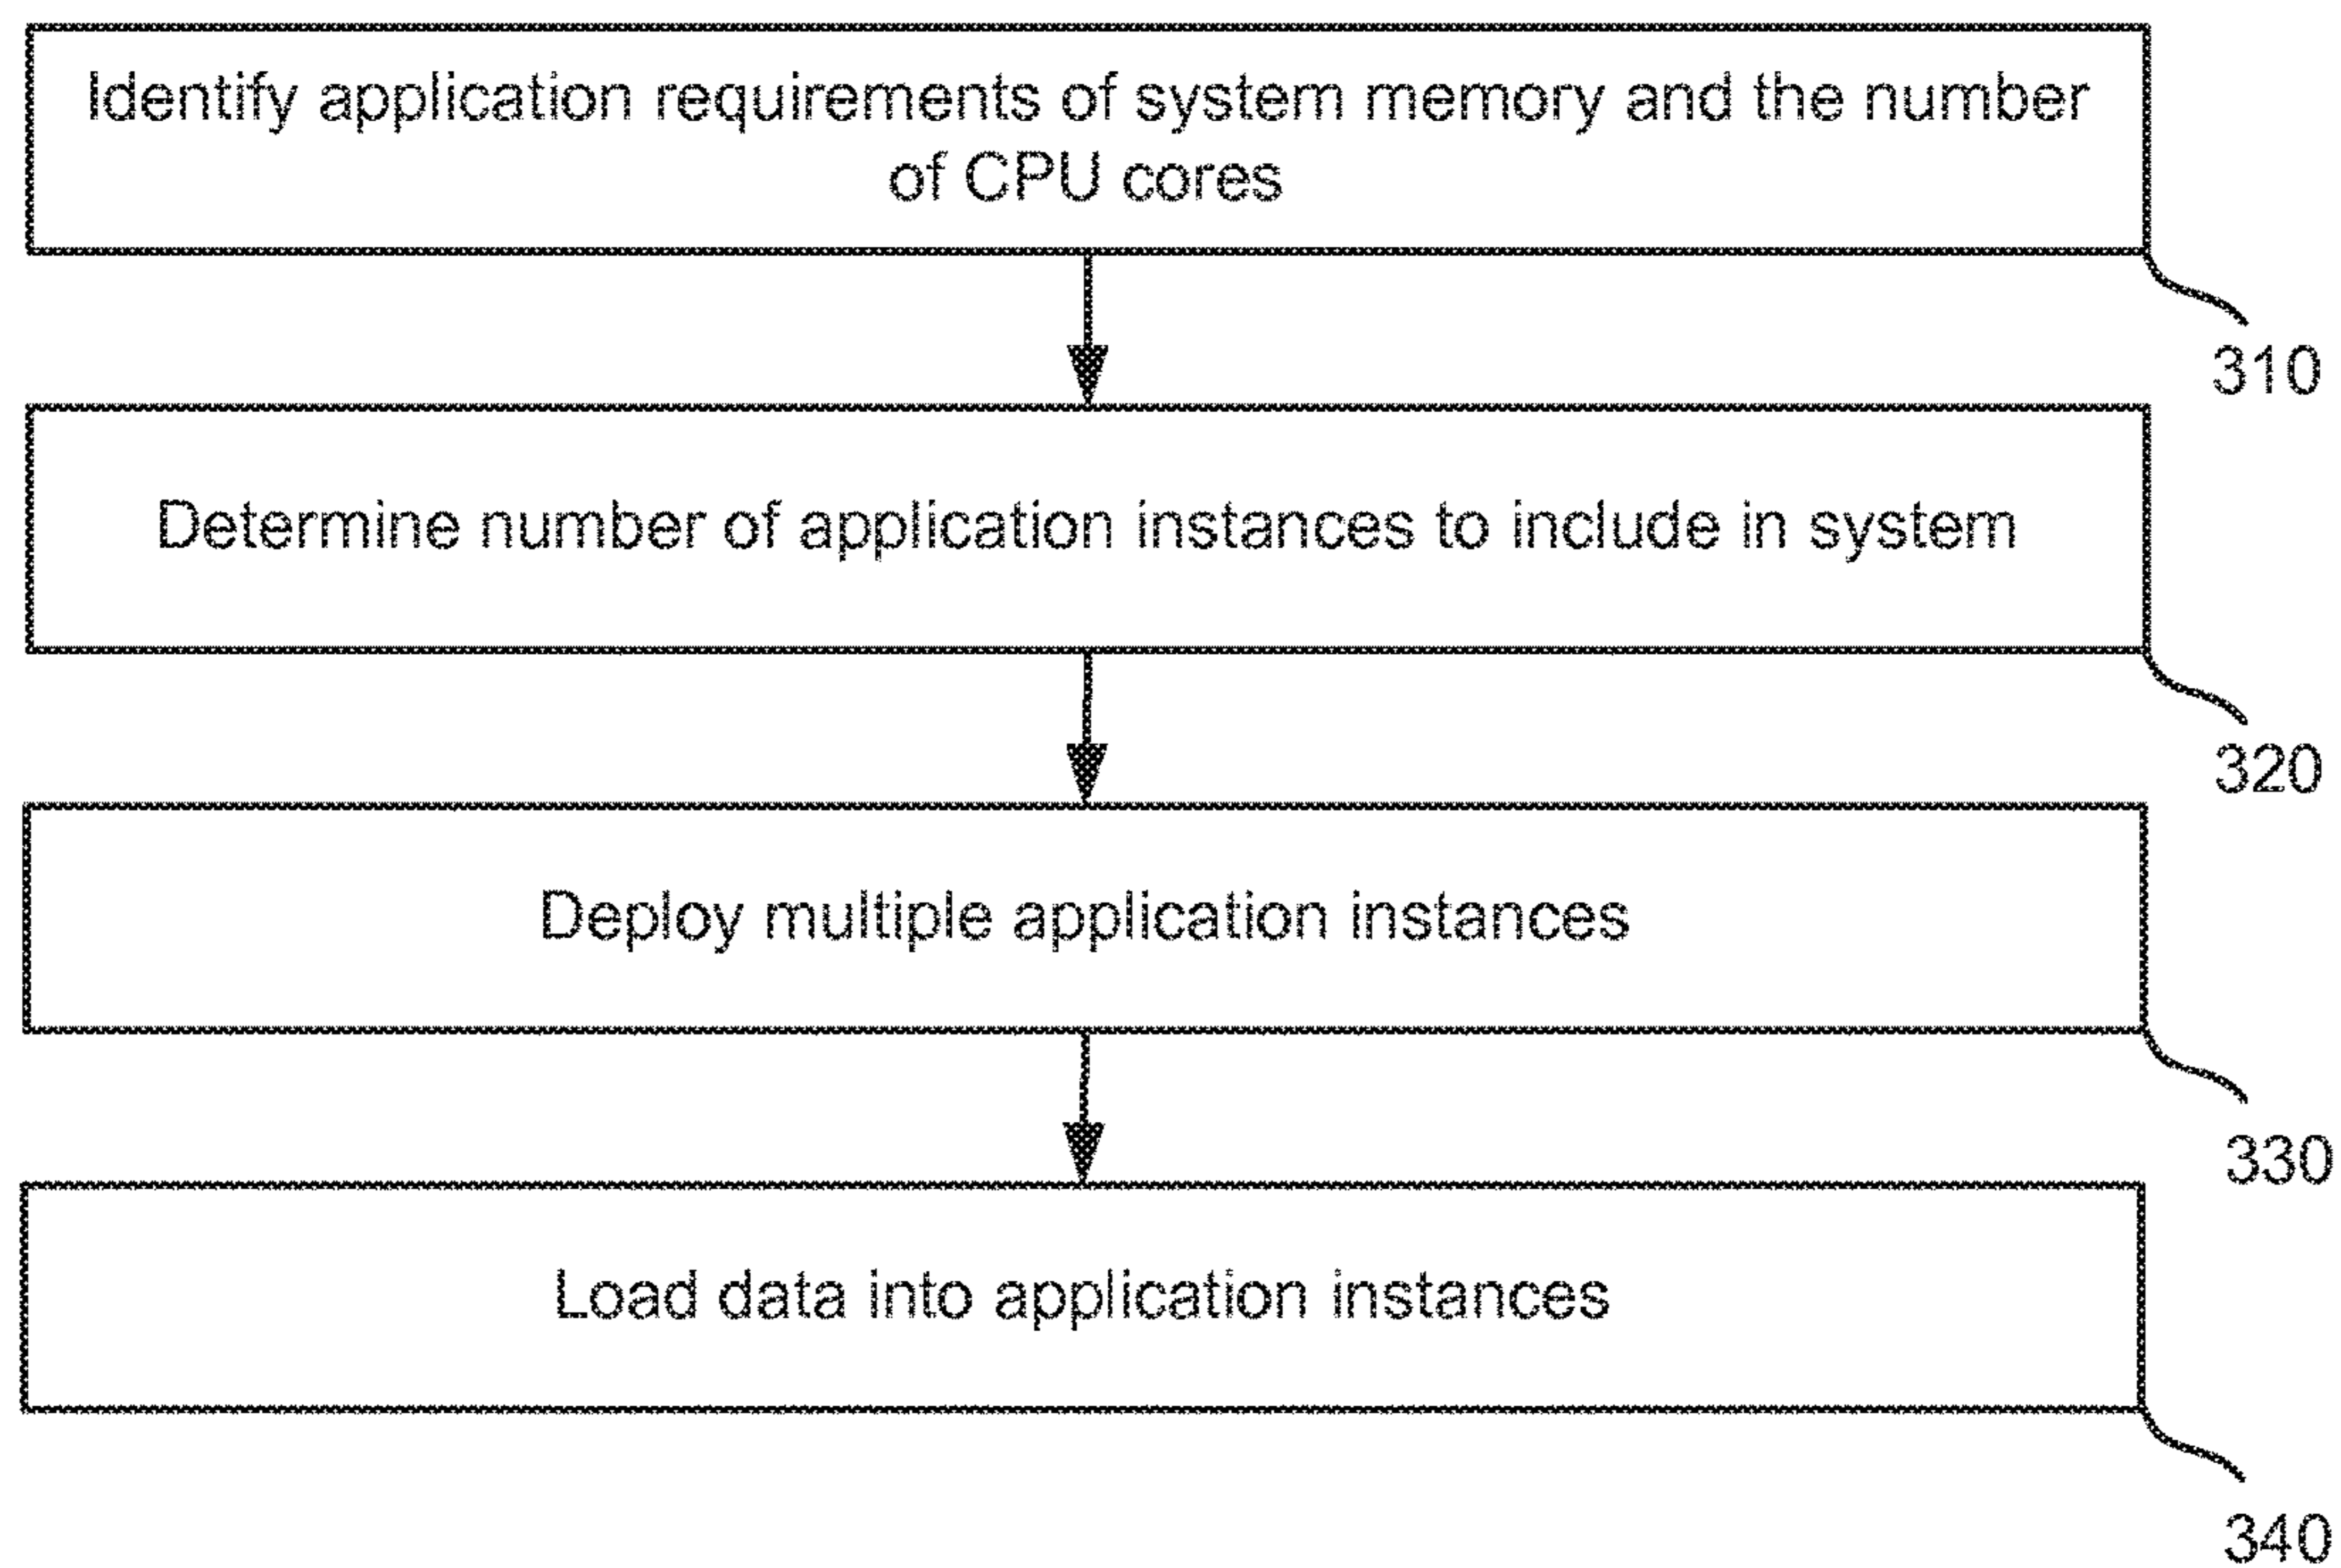 Identify application requirements of system memory and the number
of CPU cores
310
Determine number of application instances to include in system
320
Deploy multiple application instances
330
Load data into application instances
340